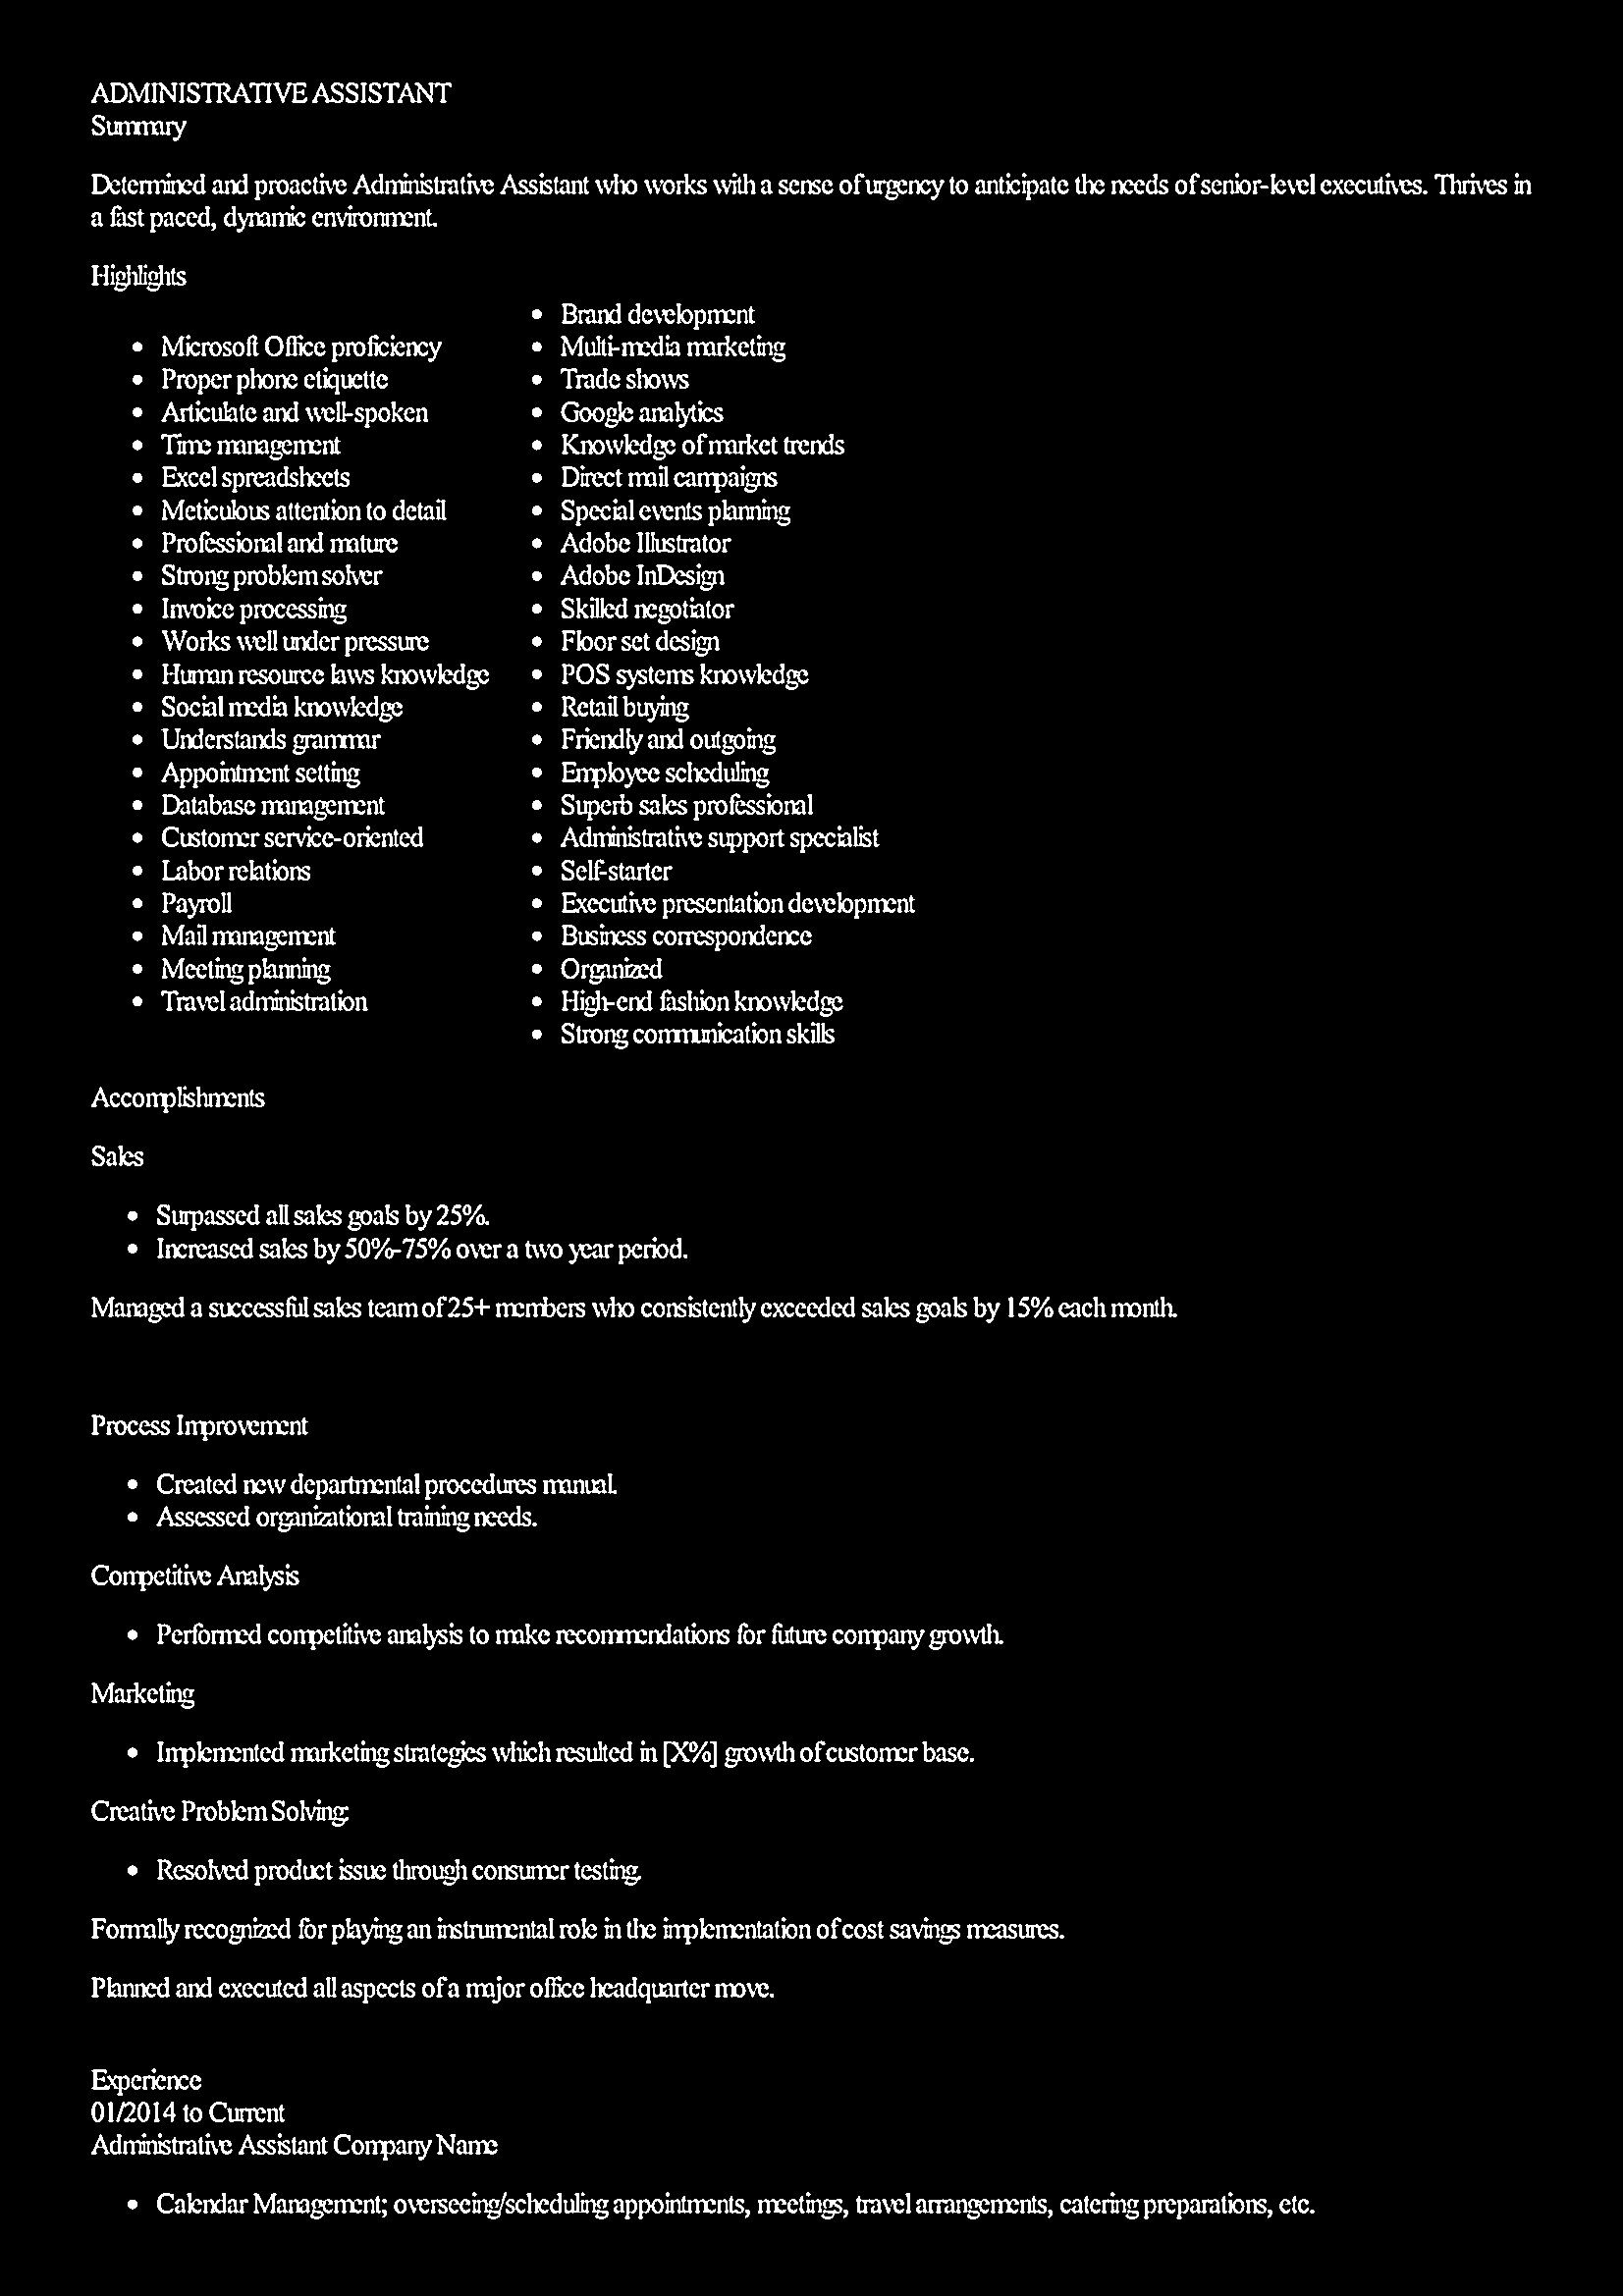 ADMINISTRATIVE ASSISTANT
Summary
Determined and proactive Administrative Assistant who works with a sense of urgency to anticipate the needs of senior-level executives. Thrives in
a fast paced, dynamic environment.
Highlights
• Microsoft Office proficiency
• Proper phone etiquette
• Articulate and well-spoken
• Time management
• Excel spreadsheets
• Meticulous attention to detail
• Professional and mature
• Strong problem solver
• Invoice processing
• Works well under pressure
• Human resource laws knowledge
• Social media knowledge
• Understands grammar
• Appointment setting
• Database management
• Customer service-oriented
• Labor relations
• Payroll
• Mail management
• Meeting planning
• Travel administration
• Brand development
• Multi-media marketing
• Trade shows
• Google analytics
• Knowledge of market trends
• Direct mail campaigns
• Special events planning
• Adobe Illustrator
• Adobe InDesign
• Skilled negotiator
• Floor set design
• POS systems knowledge
• Retail buying
• Friendly and outgoing
• Employee scheduling
• Superb sales professional
• Administrative support specialist
• Self-starter
• Executive presentation development
• Business correspondence
• Organized
• High-end fashion knowledge
• Strong communication skills
Accomplishments
Sales
• Surpassed all sales goals by 25%.
• Increased sales by 50%-75% over a two year period.
Managed a successful sales team of 25+ members who consistently exceeded sales goals by 15% each month.
Process Improvement
• Created new departmental procedures manual.
• Assessed organizational training needs.
Competitive Analysis
• Performed competitive analysis to make recommendations for future company growth.
Marketing
• Implemented marketing strategies which resulted in [X%] growth of customer base.
Creative Problem Solving:
• Resolved product issue through consumer testing.
Formally recognized for playing an instrumental role in the implementation of cost savings measures.
Planned and executed all aspects of a major office headquarter move.
Experience
01/2014 to Current
Administrative Assistant Company Name
• Calendar Management; overseeing/scheduling appointments, meetings, travel arrangements, catering preparations, etc.